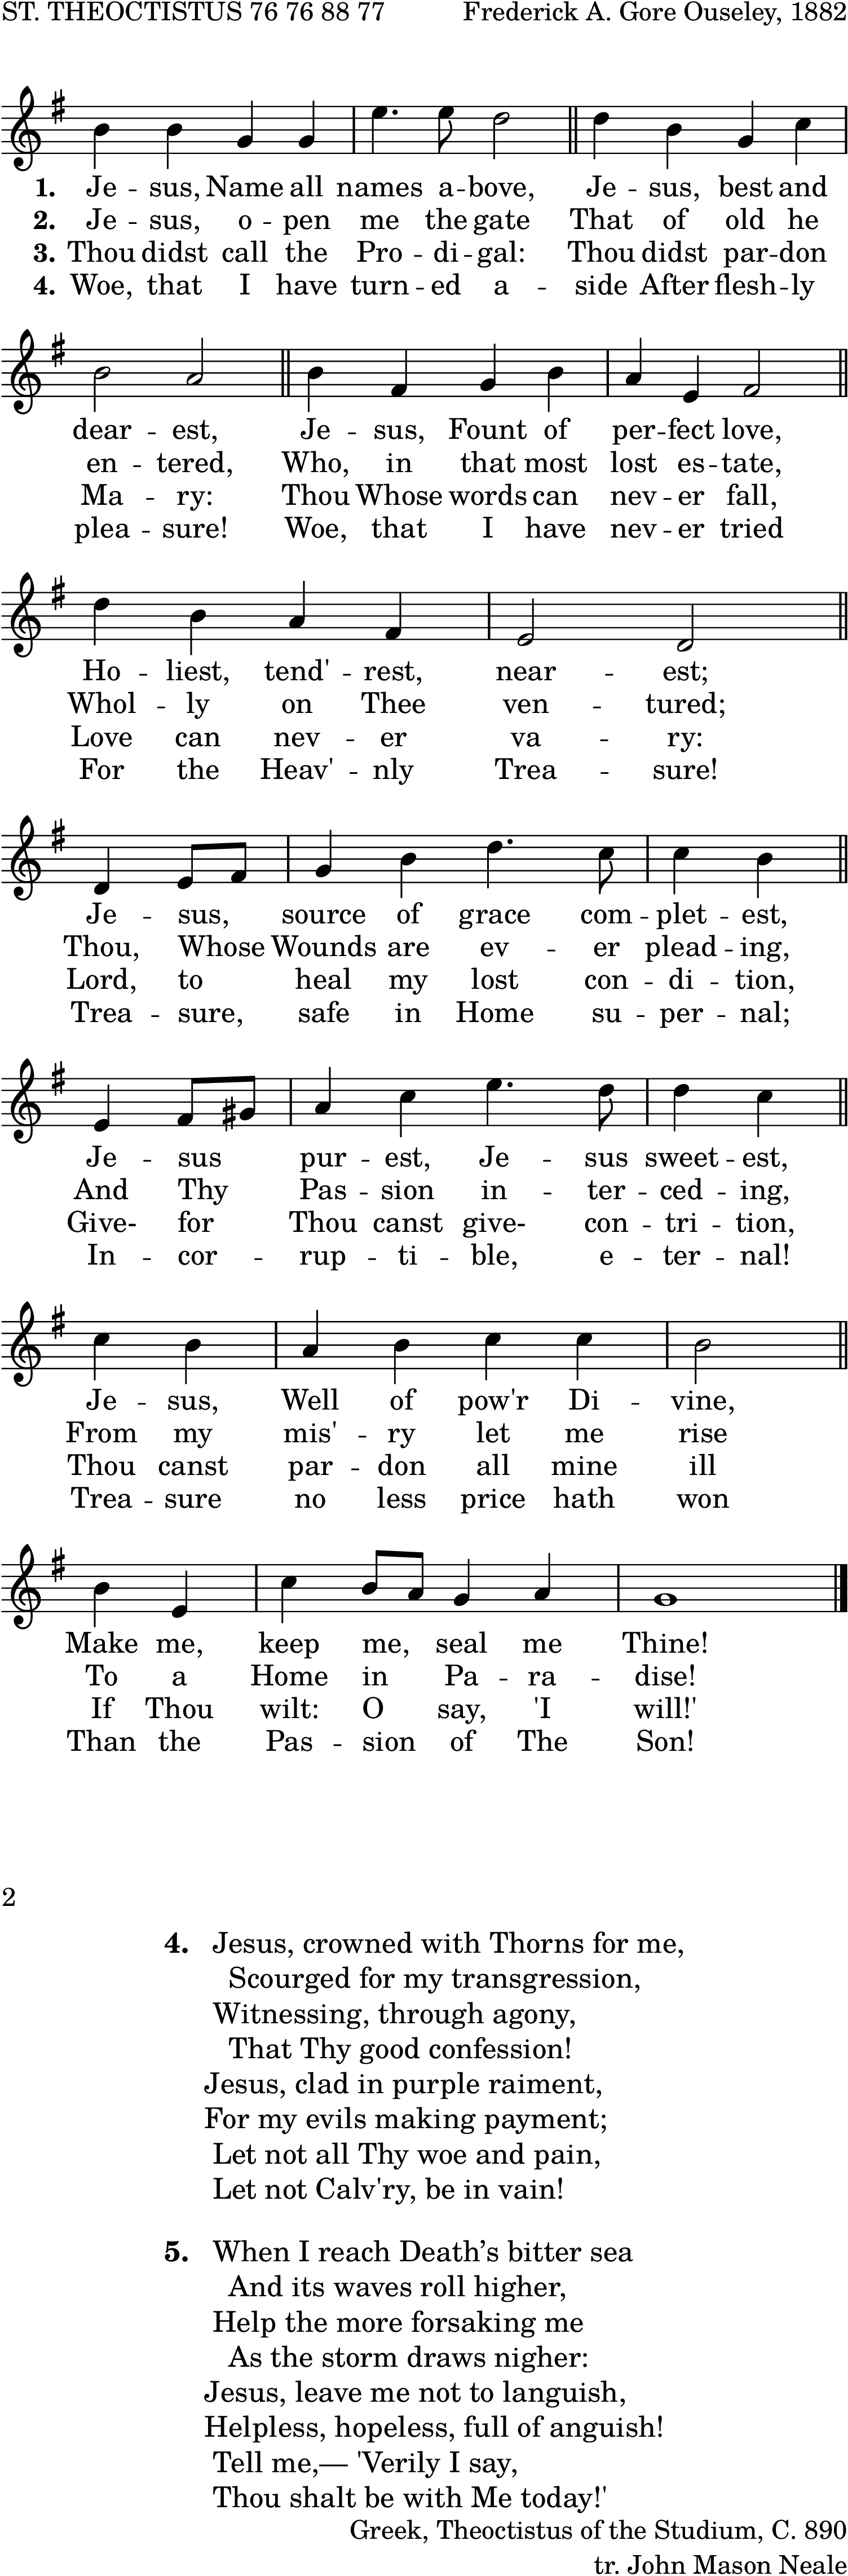 ST. THEOCTISTUS 76 76 88 77 Frederick A. Gore Ouseley, 1882
1. Je -- sus, Name all names a -- bove, Je -- sus, best and
2. Je -- sus, o -- pen me the gate That of old he
3. Thou didst call the Pro -- di -- gal: Thou didst par -- don
4. Woe, that I have turn -- ed a -- side After flesh -- ly
dear -- est, Je -- sus, Fount of per -- fect love,
en -- tered, Who, in that most lost es -- tate,
Ma -- ry: Thou Whose words can nev -- er fall,
plea -- sure! Woe, that I have nev -- er tried
Ho -- liest, tend' -- rest, near -- est;
Whol -- ly on Thee ven -- tured;
Love can nev -- er va -- ry:
For the Heav' -- nly Trea -- sure!
Je -- sus, source of grace com -- plet -- est,
Thou, Whose Wounds are ev -- er plead -- ing,
Lord, to heal my lost con -- di -- tion,
Trea -- sure, safe in Home su -- per -- nal;
Je -- sus pur -- est, Je -- sus sweet -- est,
And Thy Pas -- sion in -- ter -- ced -- ing,
Give- for Thou canst give- con -- tri -- tion,
In -- cor -- rup -- ti -- ble, e -- ter -- nal!
Je -- sus, Well of pow'r Di -- vine,
From my mis' -- ry let me rise
Thou canst par -- don all mine ill
Trea -- sure no less price hath won
Make me, keep me, seal me Thine!
To a Home in Pa -- ra -- dise!
If Thou wilt: O say, 'I will!'
Than the Pas -- sion of The Son!
2
4. Jesus, crowned with Thorns for me,
Scourged for my transgression,
Witnessing, through agony,
That Thy good confession!
Jesus, clad in purple raiment,
For my evils making payment;
Let not all Thy woe and pain,
Let not Calv'ry, be in vain!
5. When I reach Death’s bitter sea
And its waves roll higher,
Help the more forsaking me
As the storm draws nigher:
Jesus, leave me not to languish,
Helpless, hopeless, full of anguish!
Tell me,— 'Verily I say,
Thou shalt be with Me today!'
Greek, Theoctistus of the Studium, C. 890
tr. John Mason Neale